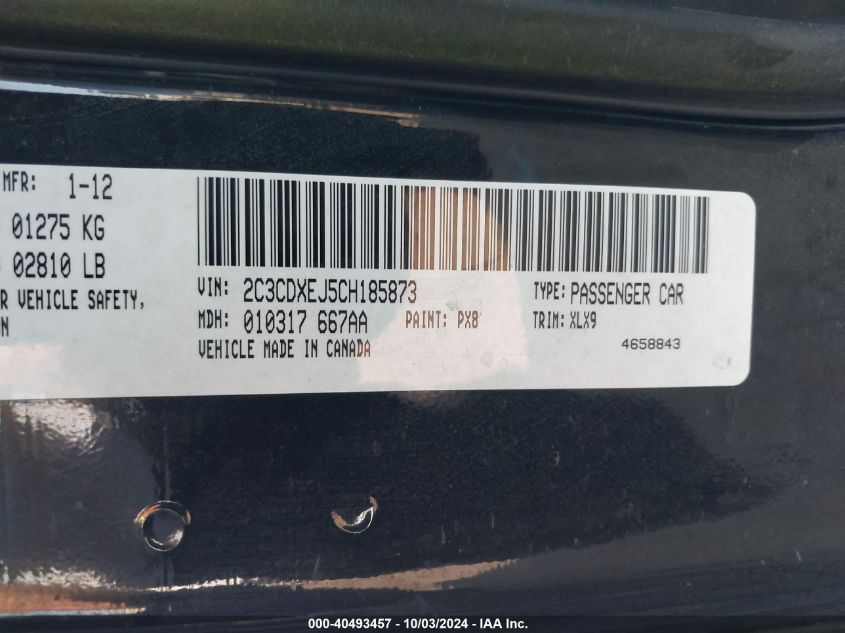 MFR: 1-12
01275 KG
02810 LB
R VEHICLE SAFETY,
N
VIN: 2C3CDXEJ5CH185873 TYPE: PASSENGER CAR
MDH: 010317 667AA PAINT: PX8 TRIM: XLX9
VEHICLE MADE IN CANADA 4658843
000-40493457 - 10/03/2024 - IAA Inc.